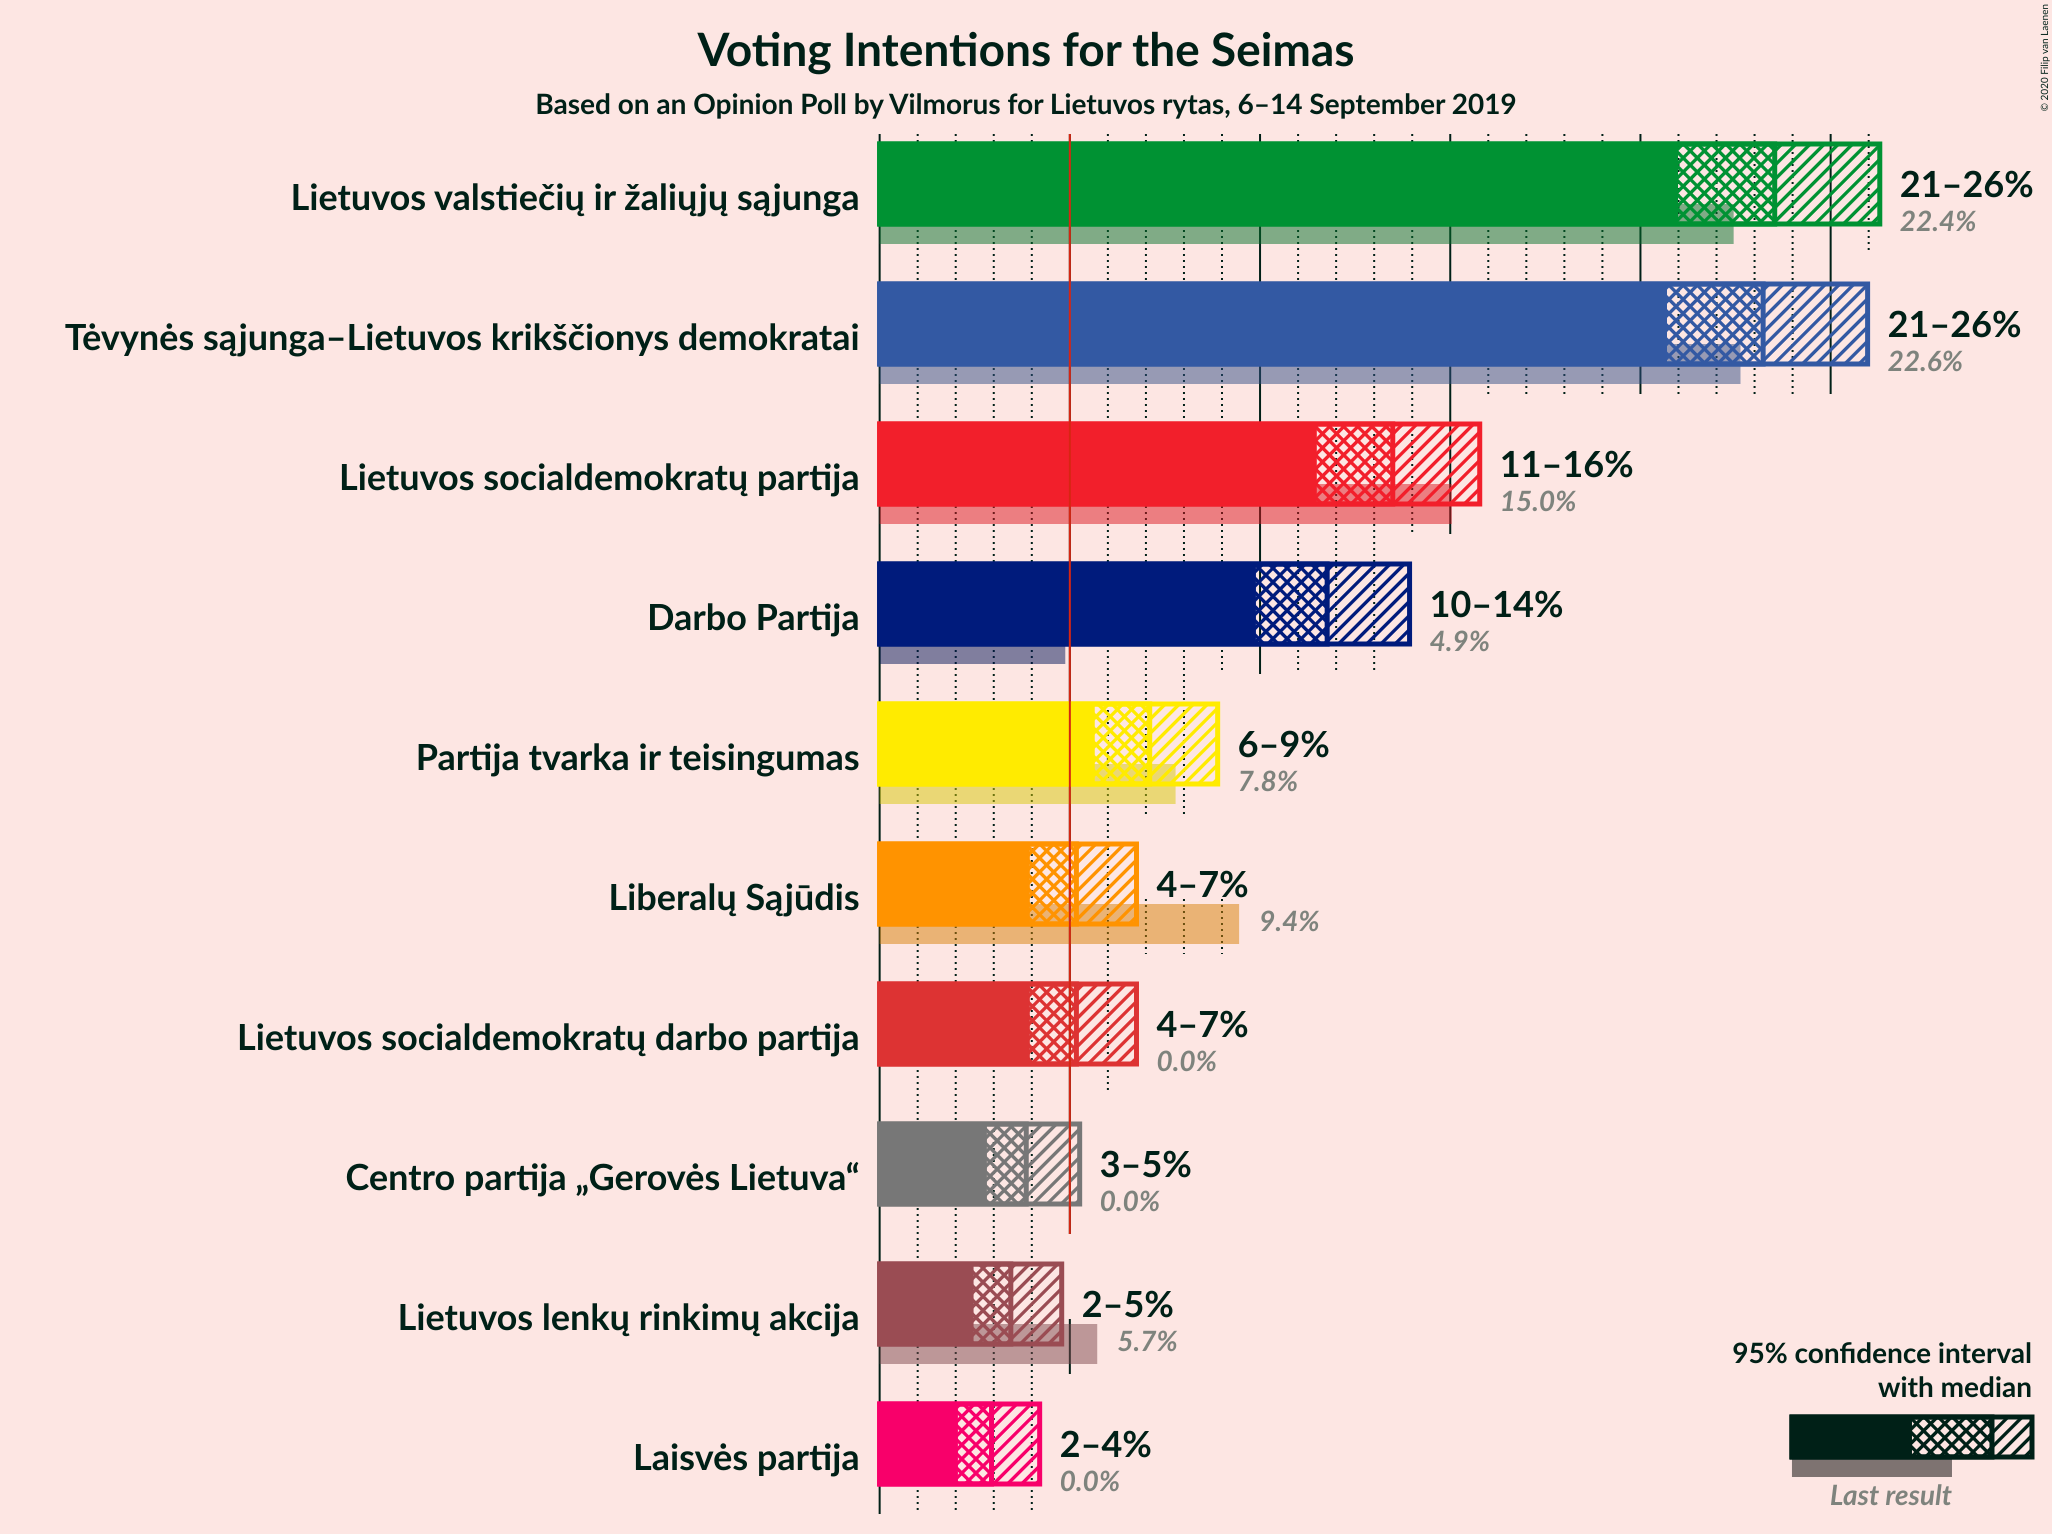 Voting Intentions for the Seimas
Based on an Opinion Poll by Vilmorus for Lietuvos rytas, 6–14 September 2019
© 2020 Filip van Laenen
Lietuvos valstiečių ir žaliųjų sąjunga
21–26%
22.4%
Tėvynės sąjunga–Lietuvos krikščionys demokratai
21–26%
22.6%
Lietuvos socialdemokratų partija
11–16%
15.0%
Darbo Partija
10–14%
4.9%
Partija tvarka ir teisingumas
6–9%
7.8%
Liberalų Sąjūdis
4–7%
9.4%
Lietuvos socialdemokratų darbo partija
4–7%
0.0%
Centro partija „Gerovės Lietuva“
3–5%
0.0%
Lietuvos lenkų rinkimų akcija
2–5%
5.7%
Laisvės partija
2–4%
0.0%
95% confidence interval
with median
Last result